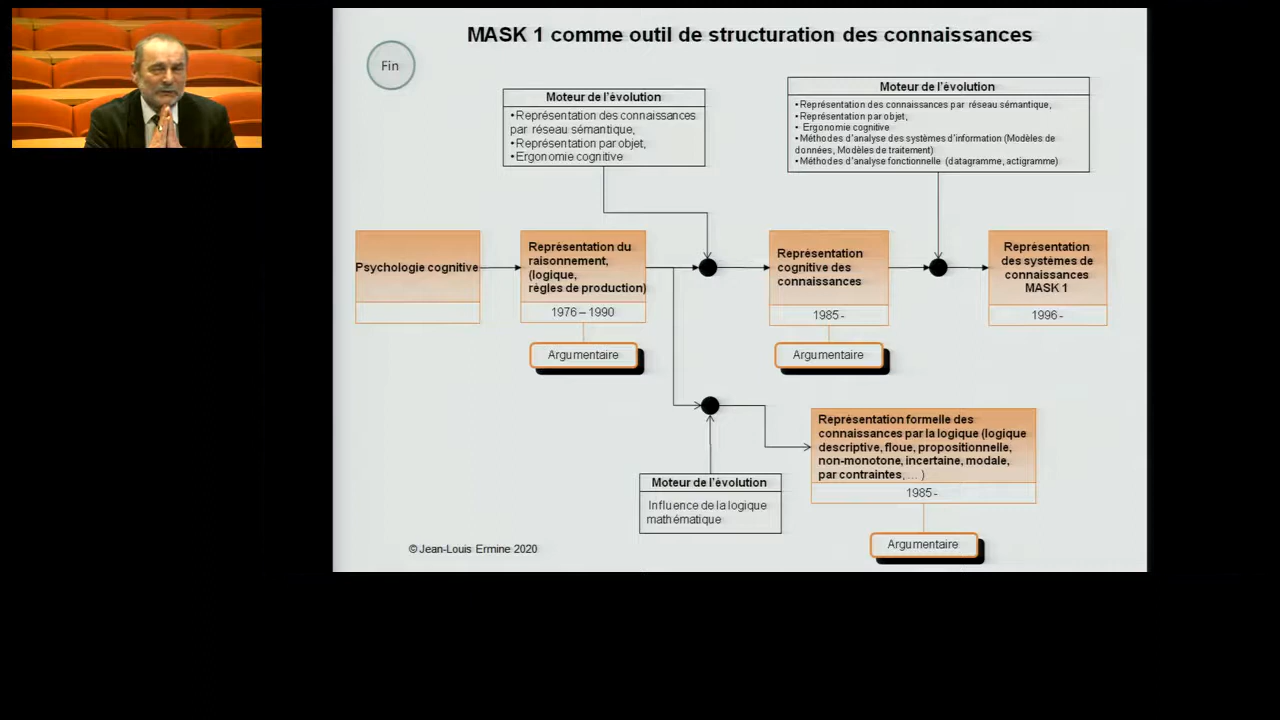 MASK 1 comme outil de structuration des connaissances
Fin
Moteur de l'évolution
•Représentation des connaissances
par réseau sémantique,
•Représentation par objet,
•Ergonomie cognitive
Moteur de l'évolution
•Représentation des connaissances par réseau sémantique,
•Représentation par objet,
• Ergonomie cognitive
•Méthodes d'analyse des systèmes d'information (Modèles de
données, Modèles de traitement)
•Méthodes d'analyse fonctionnelle (datagramme, actigramme)
Psychologie cognitive
Représentation du
raisonnement,
(logique,
règles de production)
1976 – 1990
Argumentaire
Représentation
cognitive des
connaissances
1985 -
Argumentaire
Représentation
des systèmes de
connaissances
MASK 1
1996 -
Moteur de l'évolution
Influence de la logique
mathématique
Représentation formelle des
connaissances par la logique (logique
descriptive, floue, propositionnelle,
non-monotone, incertaine, modale,
par contraintes, ... )
1985 -
Argumentaire
© Jean-Louis Ermine 2020